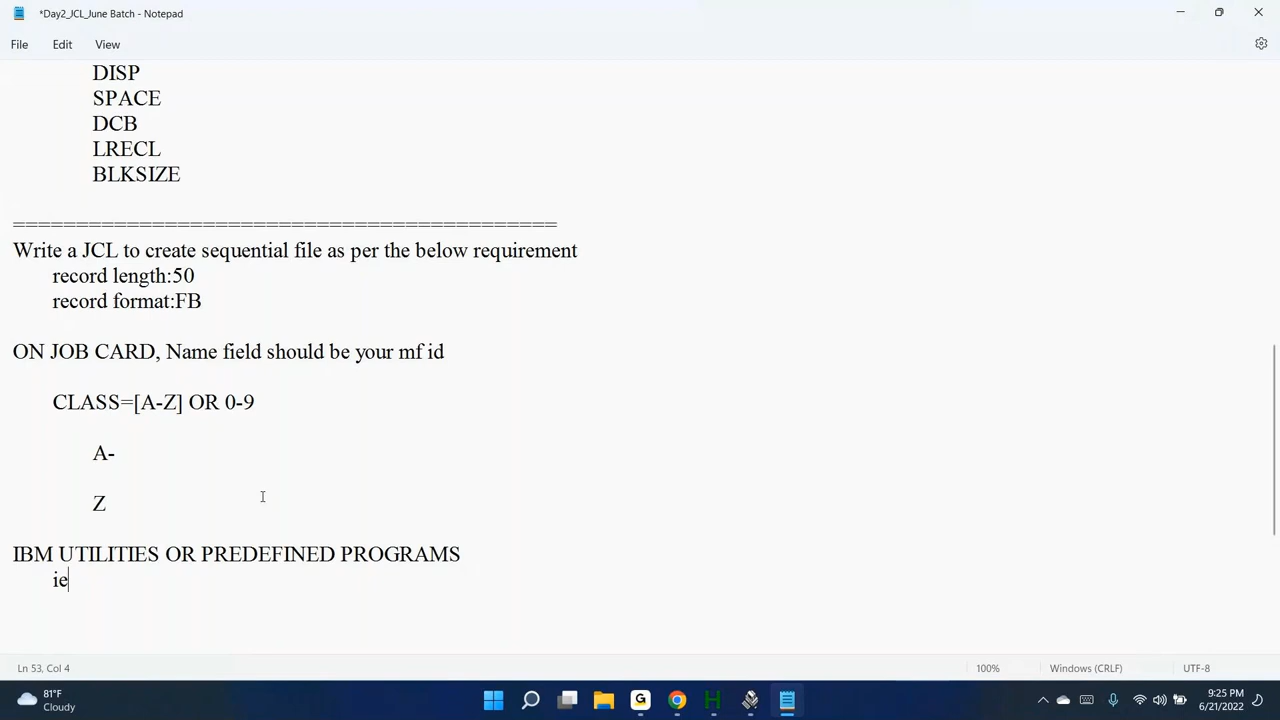 *Day2_JCL_June Batch - Notepad
File Edit View
DISP
SPACE
DCB
LRECL
BLKSIZE
===========================================
Write a JCL to create sequential file as per the below requirement
record length:50
record format:FB
ON JOB CARD, Name field should be your mf id
CLASS=[A-Z] OR 0-9
A-
Z
IBM UTILITIES OR PREDEFINED PROGRAMS
ie
Ln 53, Col 4 100% Windows (CRLF) UTF-8
81°F
Cloudy
G
H
9:25 PM
6/21/2022